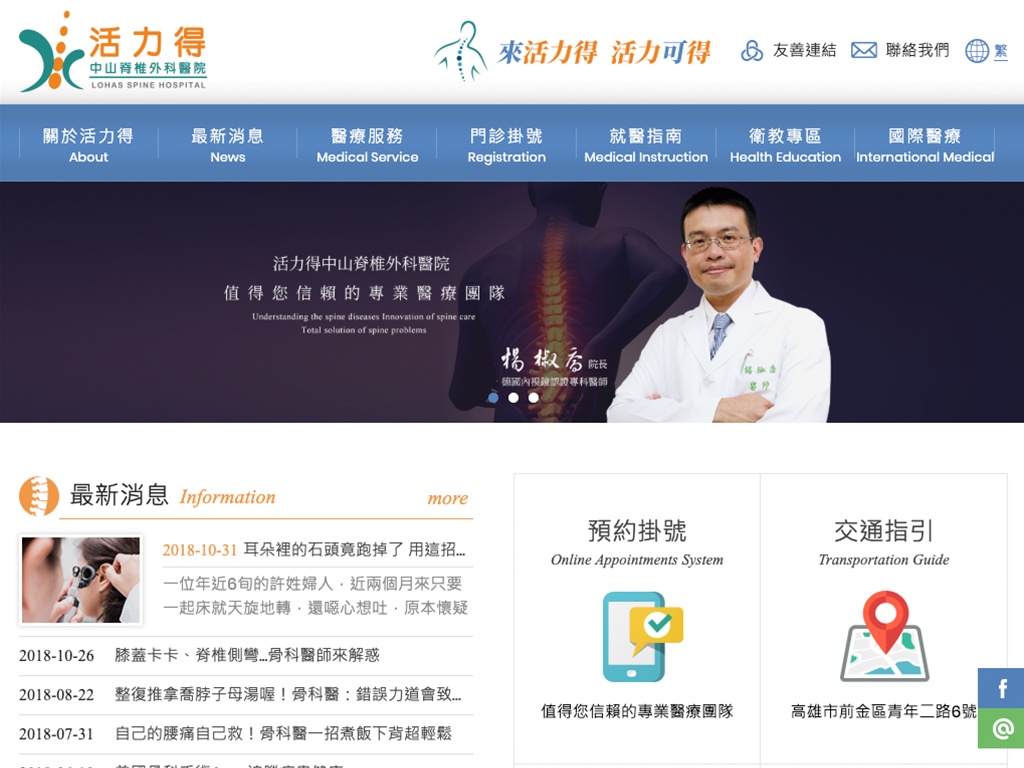 活力得
中山脊椎外科醫院
LOHAS SPINE HOSPITAL
來活力得 活力可得
友善連結
聯絡我們
繁
關於活力得
About
最新消息
News
醫療服務
Medical Service
門診掛號
Registration
就醫指南
Medical Instruction
衛教專區
Health Education
國際醫療
International Medical
活力得中山脊椎外科醫院
值得您信賴的專業醫療團隊
Understanding the spine diseases Innovation of spine care
Total solution of spine problems
楊椒喬 院長
德國內視鏡認證專科醫師
最新消息 Information
more
2018-10-31 耳朵裡的石頭竟跑掉了 用這招...
一位年近6旬的許姓婦人，近兩個月來只要
一起床就天旋地轉，還噁心想吐，原本懷疑
2018-10-26 膝蓋卡卡、脊椎側彎...骨科醫師來解惑
2018-08-22 整復推拿喬脖子母湯喔！骨科醫：錯誤力道會致...
2018-07-31 自己的腰痛自己救！骨科醫一招煮飯下背超輕鬆
預約掛號
Online Appointments System
值得您信賴的專業醫療團隊
交通指引
Transportation Guide
高雄市前金區青年二路6號
f
@